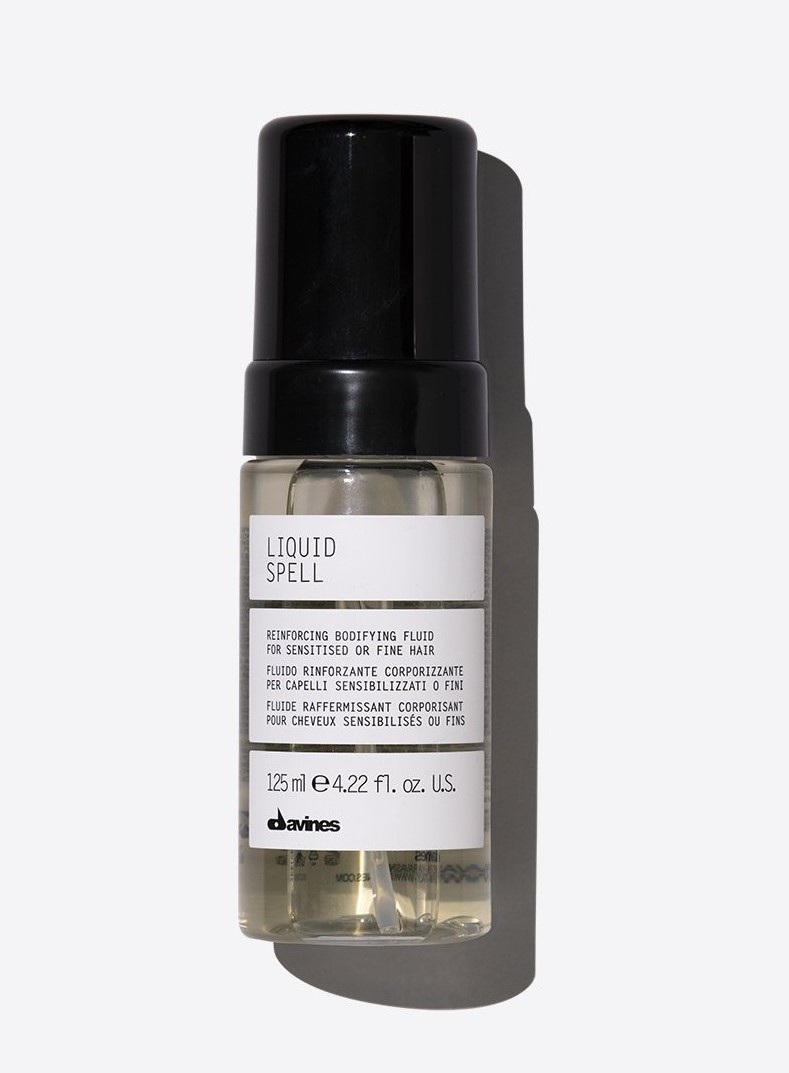 LIQUID
SPELL
REINFORCING BODIFYING FLUID
FOR SENSITISED OR FINE HAIR
FLUIDO RINFORZANTE CORPORIZZANTE
PER CAPELLI SENSIBILIZZATI O FINI
FLUIDE RAFFERMISSANT CORPORISANT
POUR CHEVEUX SENSIBILISÉS OU FINS
125 ml ℮ 4.22 fl. oz. U.S.
davines